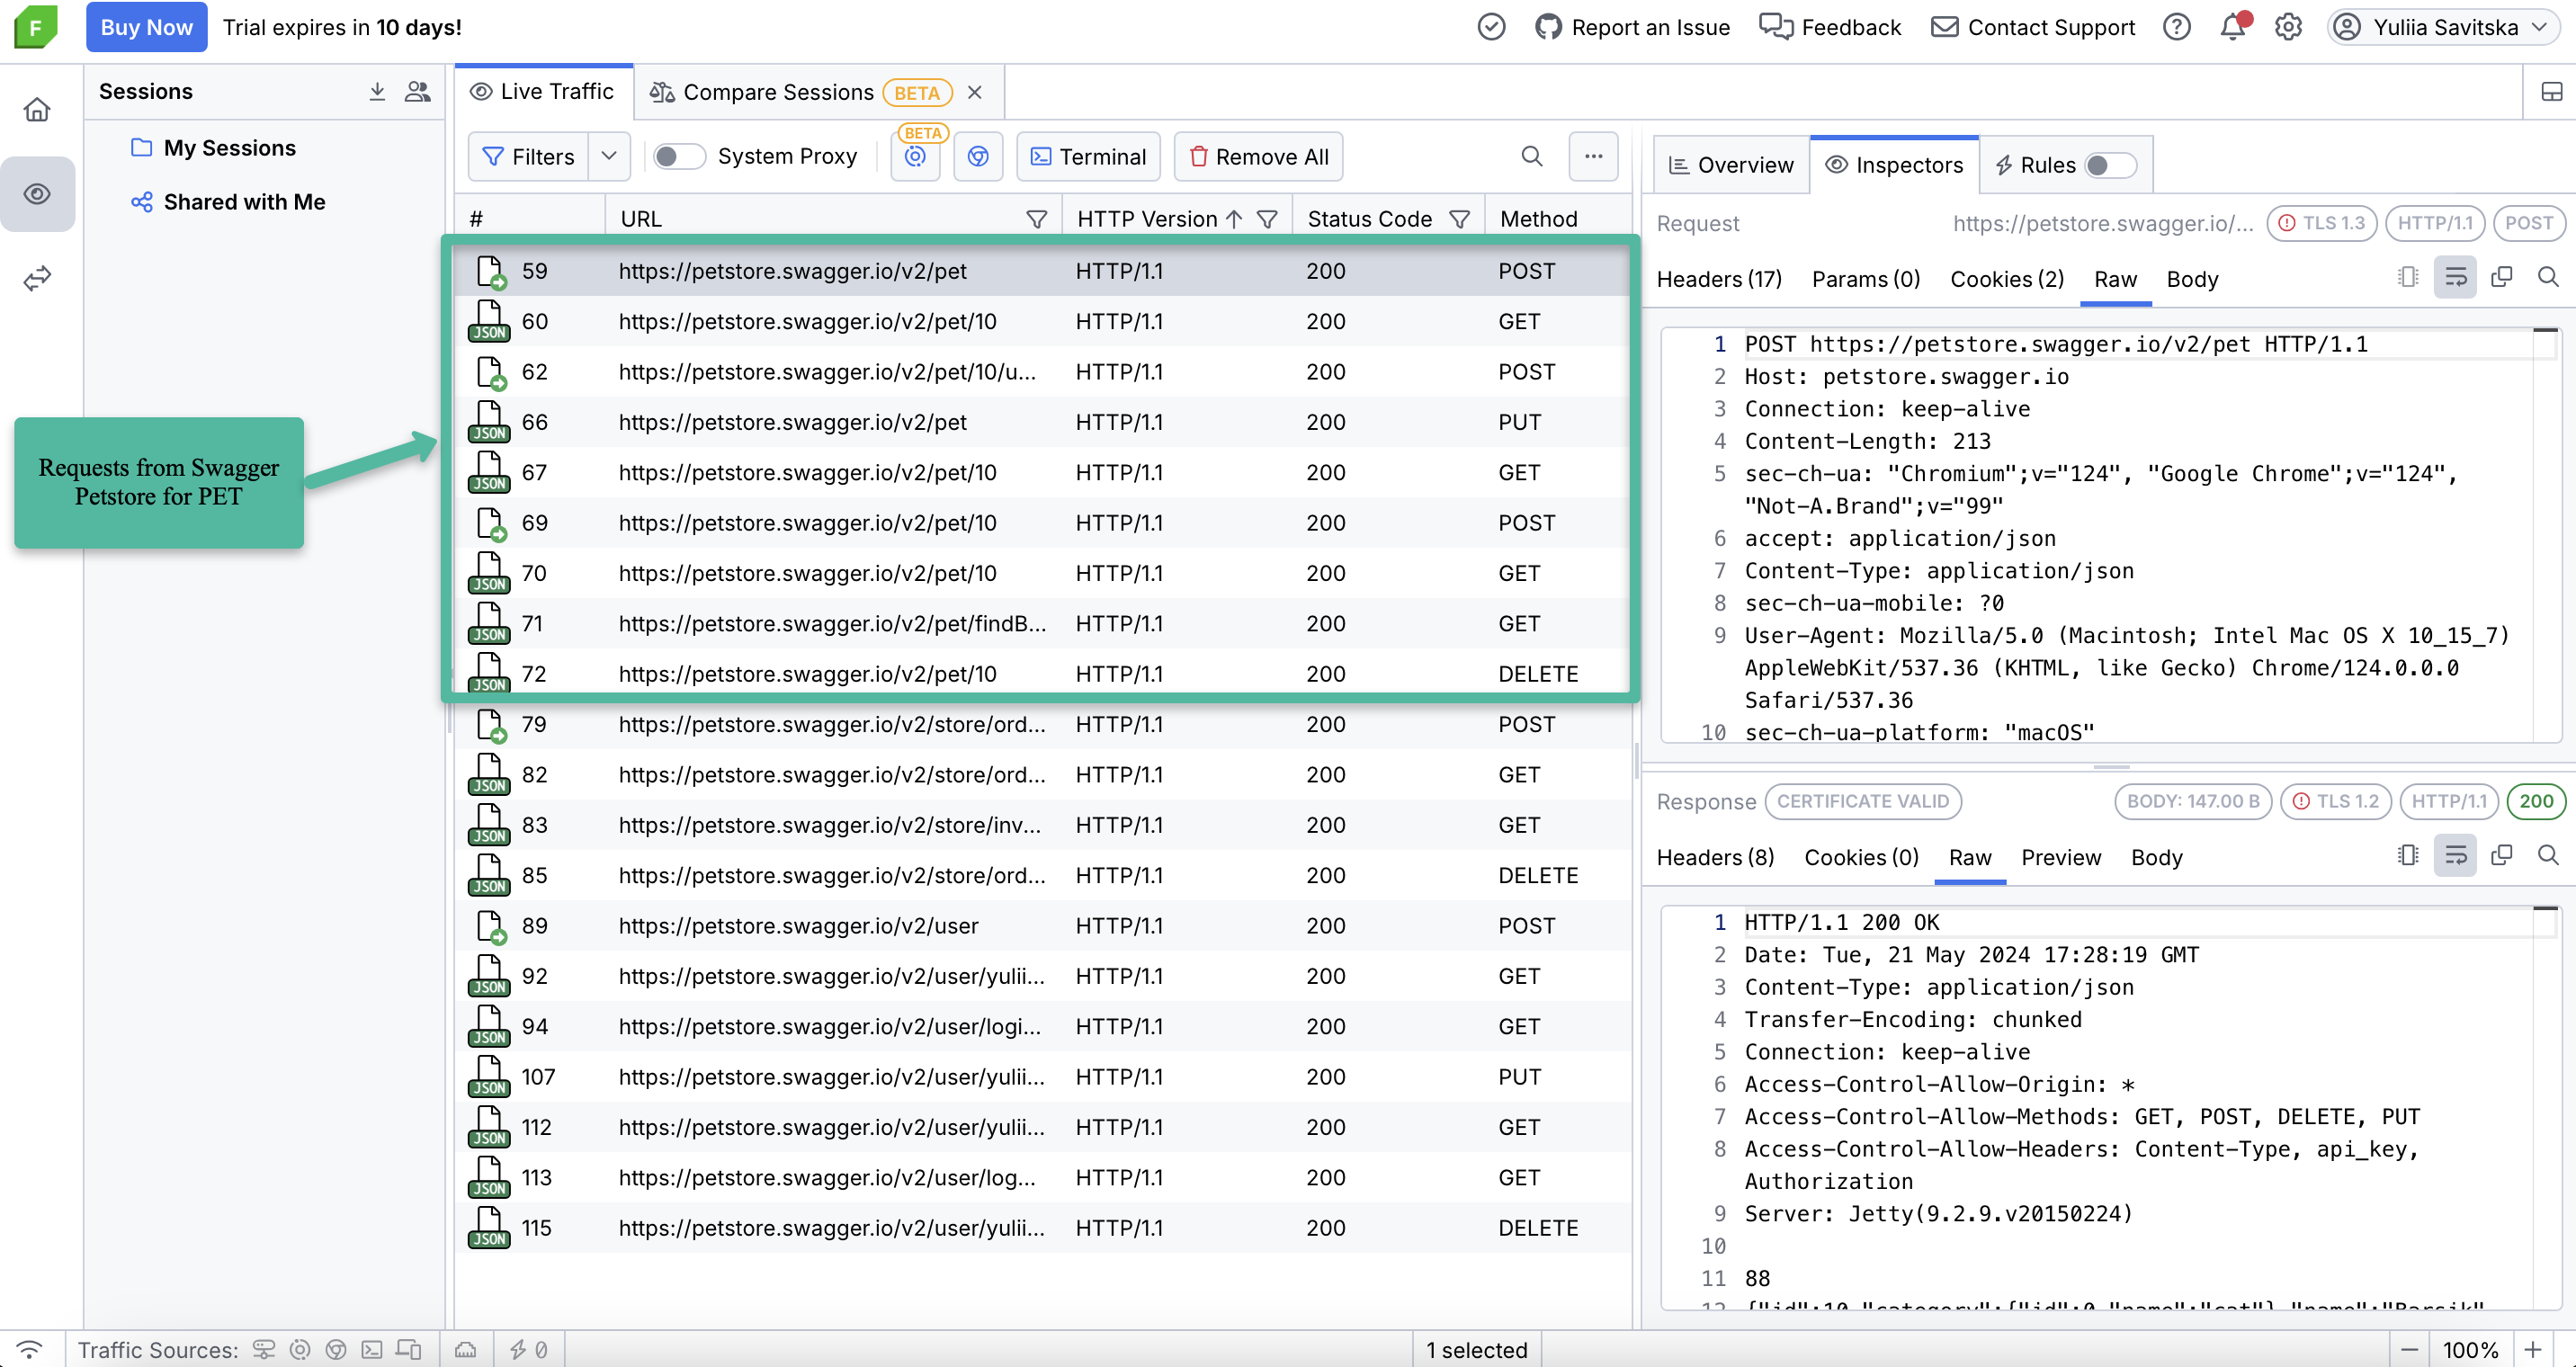 F Buy Now Trial expires in 10 days! Report an Issue Feedback Contact Support Yuliia Savitska
Sessions
My Sessions
Shared with Me
Requests from Swagger
Petstore for PET
Live Traffic Compare Sessions BETA
Filters System Proxy BETA Terminal Remove All ...
# URL HTTP Version Status Code Method
59 https://petstore.swagger.io/v2/pet HTTP/1.1 200 POST
JSON 60 https://petstore.swagger.io/v2/pet/10 HTTP/1.1 200 GET
62 https://petstore.swagger.io/v2/pet/10/u... HTTP/1.1 200 POST
JSON 66 https://petstore.swagger.io/v2/pet HTTP/1.1 200 PUT
JSON 67 https://petstore.swagger.io/v2/pet/10 HTTP/1.1 200 GET
69 https://petstore.swagger.io/v2/pet/10 HTTP/1.1 200 POST
JSON 70 https://petstore.swagger.io/v2/pet/10 HTTP/1.1 200 GET
JSON 71 https://petstore.swagger.io/v2/pet/findB... HTTP/1.1 200 GET
JSON 72 https://petstore.swagger.io/v2/pet/10 HTTP/1.1 200 DELETE
79 https://petstore.swagger.io/v2/store/ord... HTTP/1.1 200 POST
JSON 82 https://petstore.swagger.io/v2/store/ord... HTTP/1.1 200 GET
JSON 83 https://petstore.swagger.io/v2/store/inv... HTTP/1.1 200 GET
JSON 85 https://petstore.swagger.io/v2/store/ord... HTTP/1.1 200 DELETE
89 https://petstore.swagger.io/v2/user HTTP/1.1 200 POST
JSON 92 https://petstore.swagger.io/v2/user/yulii... HTTP/1.1 200 GET
JSON 94 https://petstore.swagger.io/v2/user/logi... HTTP/1.1 200 GET
JSON 107 https://petstore.swagger.io/v2/user/yulii... HTTP/1.1 200 PUT
JSON 112 https://petstore.swagger.io/v2/user/yulii... HTTP/1.1 200 GET
JSON 113 https://petstore.swagger.io/v2/user/log... HTTP/1.1 200 GET
JSON 115 https://petstore.swagger.io/v2/user/yulii... HTTP/1.1 200 DELETE
Overview Inspectors Rules
Request https://petstore.swagger.io/... TLS 1.3 HTTP/1.1 POST
Headers (17) Params (0) Cookies (2) Raw Body
1 POST https://petstore.swagger.io/v2/pet HTTP/1.1
2 Host: petstore.swagger.io
3 Connection: keep-alive
4 Content-Length: 213
5 sec-ch-ua: "Chromium";v="124", "Google Chrome";v="124",
"Not-A.Brand";v="99"
6 accept: application/json
7 Content-Type: application/json
8 sec-ch-ua-mobile: ?0
9 User-Agent: Mozilla/5.0 (Macintosh; Intel Mac OS X 10_15_7)
AppleWebKit/537.36 (KHTML, like Gecko) Chrome/124.0.0.0
Safari/537.36
10 sec-ch-ua-platform: "macOS"
Response CERTIFICATE VALID BODY: 147.00 B TLS 1.2 HTTP/1.1 200
Headers (8) Cookies (0) Raw Preview Body
1 HTTP/1.1 200 OK
2 Date: Tue, 21 May 2024 17:28:19 GMT
3 Content-Type: application/json
4 Transfer-Encoding: chunked
5 Connection: keep-alive
6 Access-Control-Allow-Origin: *
7 Access-Control-Allow-Methods: GET, POST, DELETE, PUT
8 Access-Control-Allow-Headers: Content-Type, api_key,
Authorization
9 Server: Jetty(9.2.9.v20150224)
10
11 88
12 {"id":10,"category":{"id":0,"name":"cat"},"name":"Barsik",
Traffic Sources: 0 1 selected 100%